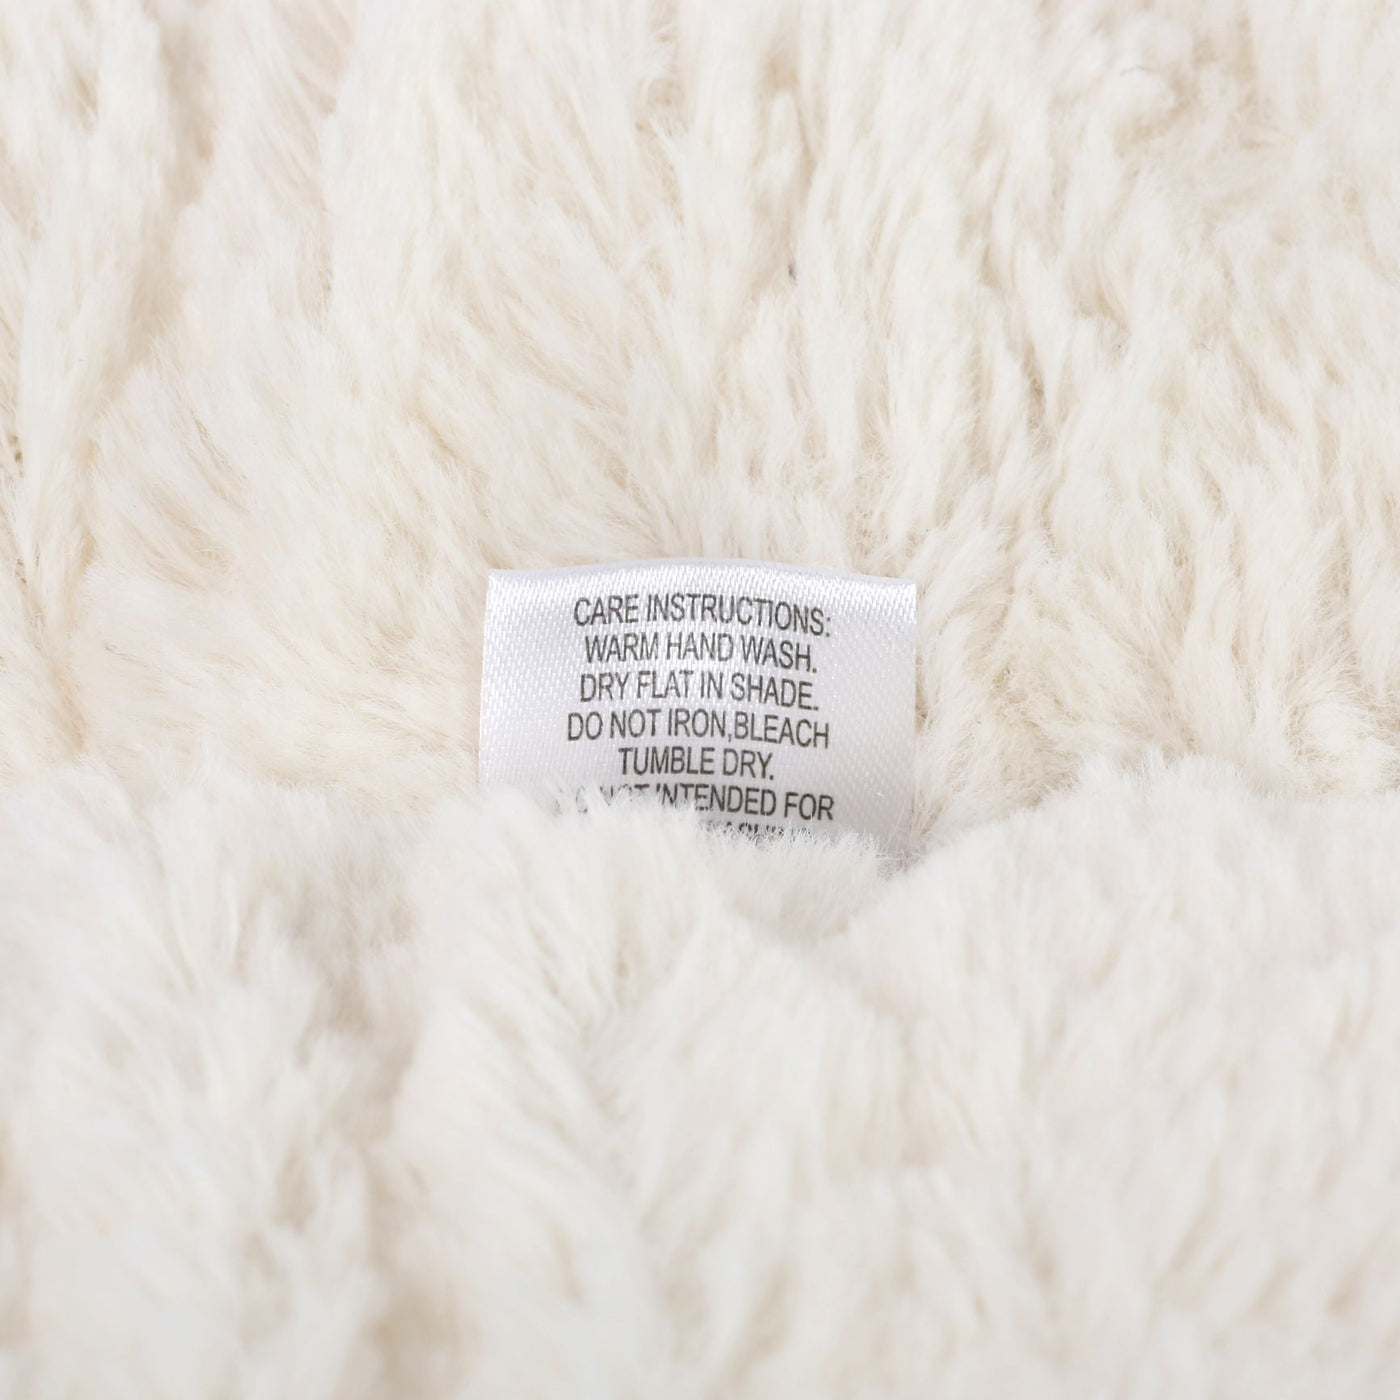 CARE INSTRUCTIONS:
WARM HAND WASH.
DRY FLAT IN SHADE.
DO NOT IRON,BLEACH
TUMBLE DRY.
NOT INTENDED FOR